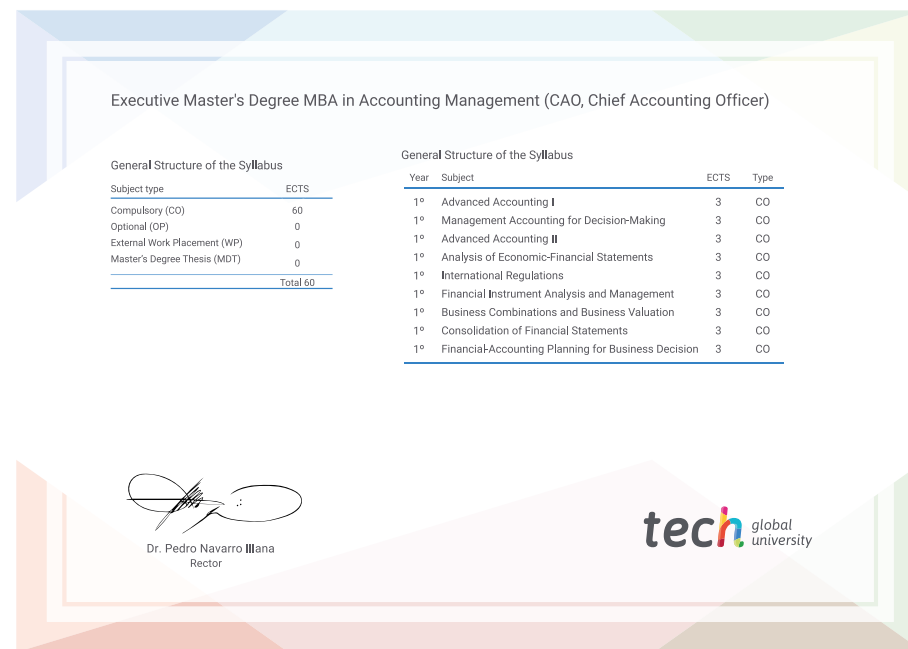 Executive Master's Degree MBA in Accounting Management (CAO, Chief Accounting Officer)
General Structure of the Syllabus
Subject type ECTS
Compulsory (CO) 60
Optional (OP) 0
External Work Placement (WP) 0
Master's Degree Thesis (MDT) 0
Total 60
General Structure of the Syllabus
Year Subject ECTS Type
1º Advanced Accounting I 3 CO
1º Management Accounting for Decision-Making 3 CO
1º Advanced Accounting II 3 CO
1º Analysis of Economic-Financial Statements 3 CO
1º International Regulations 3 CO
1º Financial Instrument Analysis and Management 3 CO
1º Business Combinations and Business Valuation 3 CO
1º Consolidation of Financial Statements 3 CO
1º Financial-Accounting Planning for Business Decision 3 CO
Dr. Pedro Navarro Illana
Rector
tech global
university